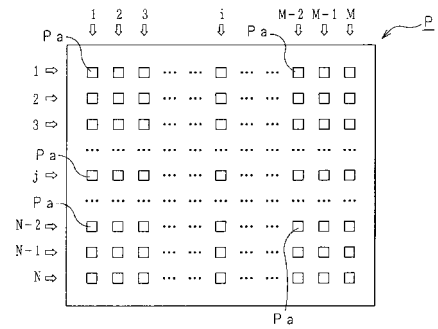 1 2 3 i M-2 M-1 M
P
Pa Pa
1 ⇨ ... ...  ... ...
2 ⇨ ... ...  ... ...
3 ⇨ ... ...  ... ...
... ... ... ... ... ... ... ... ... ...
Pa
j ⇨ ... ...  ... ...
... ... ... ... ... ... ... ... ... ...
Pa
N-2 ⇨ ... ...  ... ...
N-1 ⇨ ... ...  ... ...
N ⇨ ... ...  ... ...
Pa